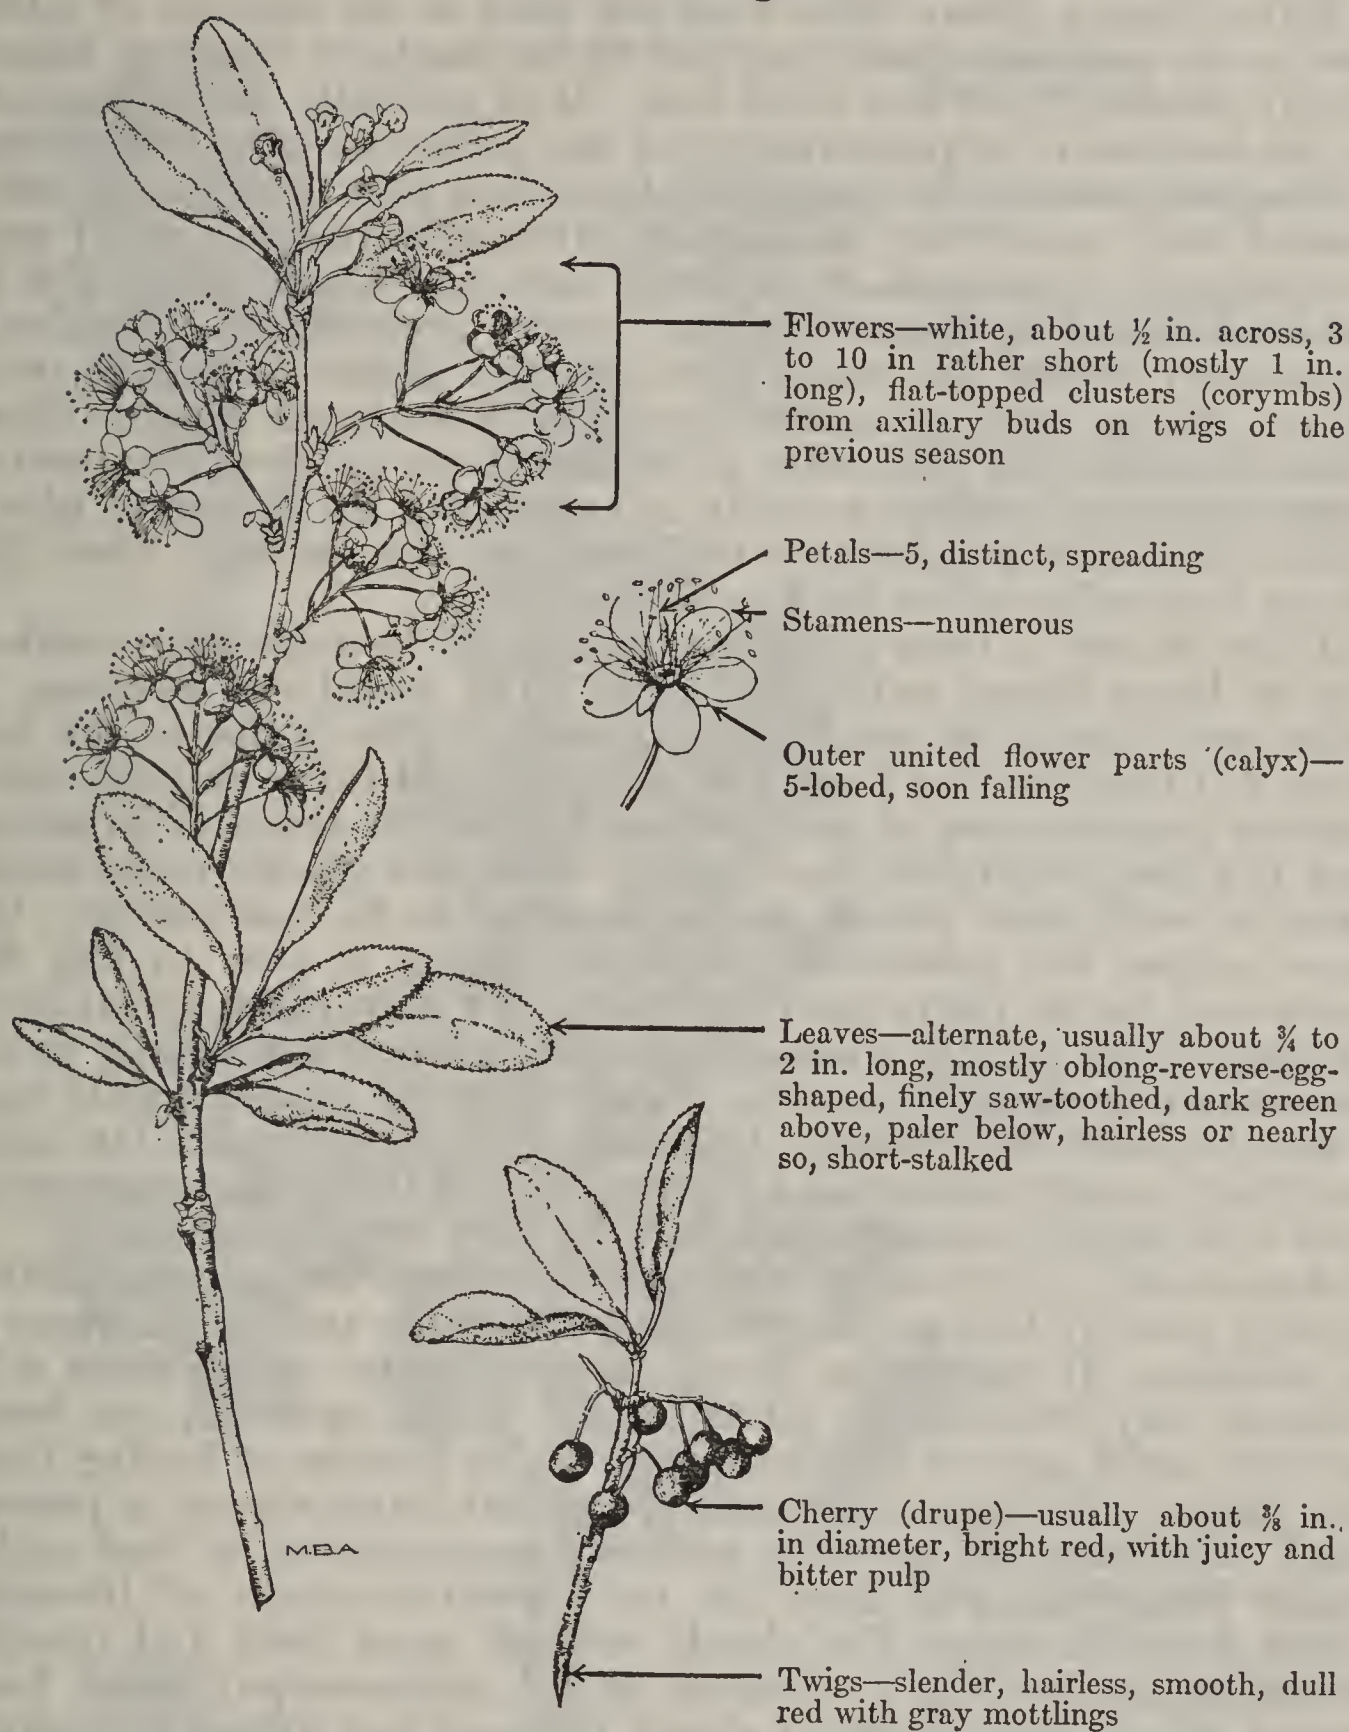 Flowers—white, about ½ in. across, 3
to 10 in rather short (mostly 1 in.
long), flat-topped clusters (corymbs)
from axillary buds on twigs of the
previous season
Petals—5, distinct, spreading
Stamens—numerous
Outer united flower parts (calyx)—
5-lobed, soon falling
Leaves—alternate, usually about ¾ to
2 in. long, mostly oblong-reverse-egg-
shaped, finely saw-toothed, dark green
above, paler below, hairless or nearly
so, short-stalked
Cherry (drupe)—usually about ⅜ in.
in diameter, bright red, with juicy and
bitter pulp
M.B.A
Twigs—slender, hairless, smooth, dull
red with gray mottlings